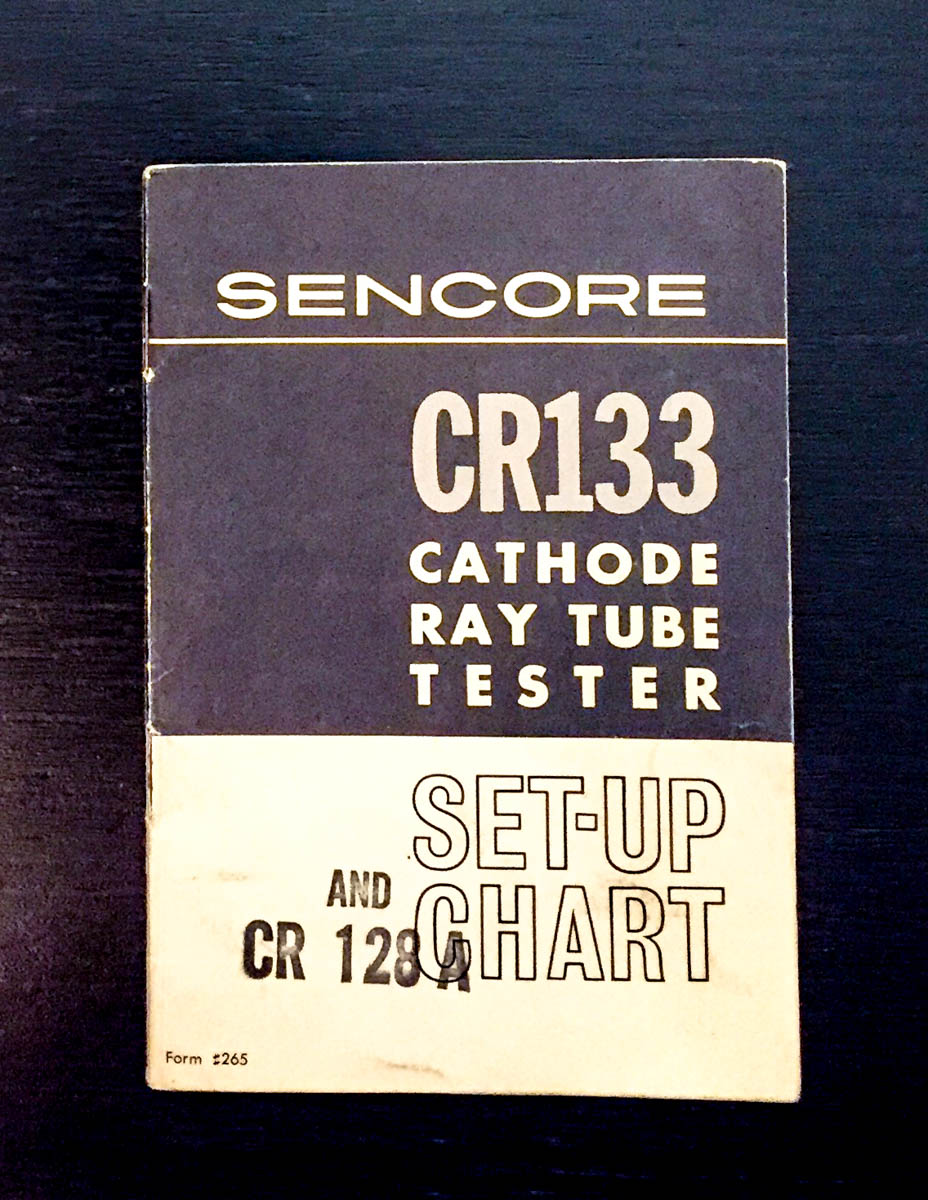 SENCORE
CR133
CATHODE
RAY TUBE
TESTER
SET-UP
CHART
AND
CR 128 A
Form #265